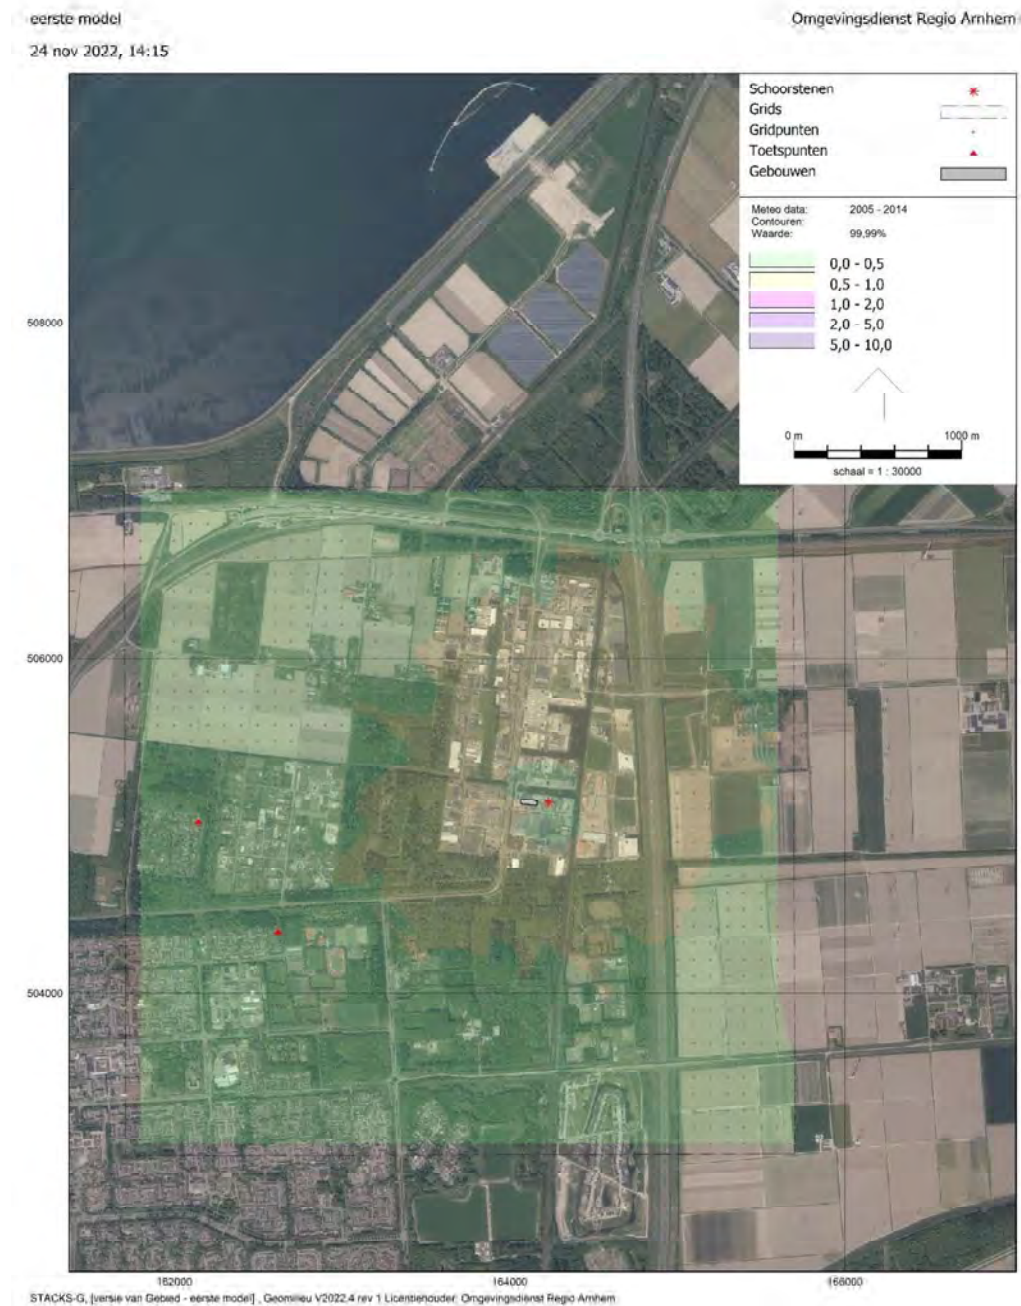 eerste model
Omgevingsdienst Regio Arnhem
24 nov 2022, 14:15
Schoorstenen
Grids
Gridpunten
Toetspunten
Gebouwen
Meteo data: 2005 - 2014
Contouren:
Waarde: 99,99%
0,0 - 0,5
0,5 - 1,0
1,0 - 2,0
2,0 - 5,0
5,0 - 10,0
0 m 1000 m
schaal = 1 : 30000
508000
506000
504000
162000 164000 166000
STACKS-G, [versie van Gebied - eerste model] , Geomilieu V2022.4 rev 1 Licentiehouder: Omgevingsdienst Regio Arnhem